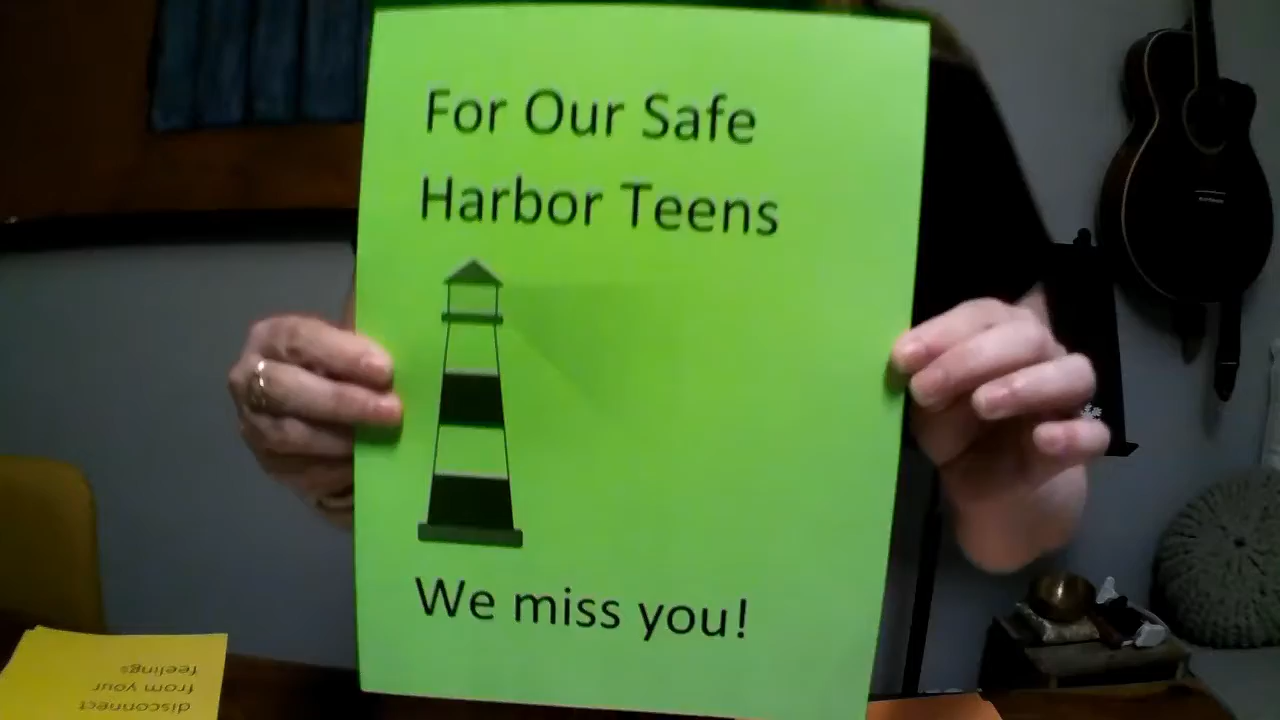 For Our Safe
Harbor Teens
We miss you!
disconnect
from your
feelings